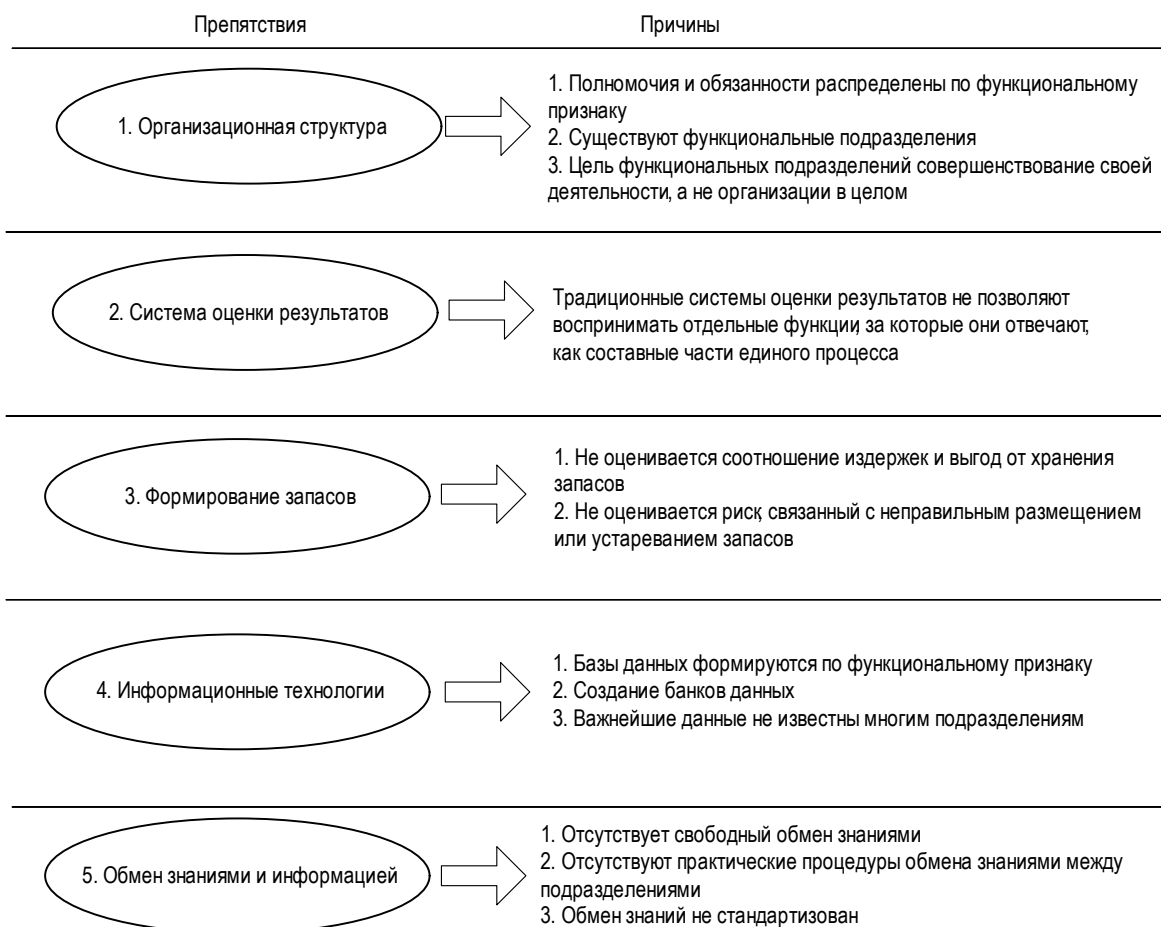 Препятствия
Причины
1. Организационная структура
1. Полномочия и обязанности распределены по функциональному
признаку
2. Существуют функциональные подразделения
3. Цель функциональных подразделений совершенствование своей
деятельности, а не организации в целом
2. Система оценки результатов
Традиционные системы оценки результатов не позволяют
воспринимать отдельные функции, за которые они отвечают,
как составные части единого процесса
3. Формирование запасов
1. Не оценивается соотношение издержек и выгод от хранения
запасов
2. Не оценивается риск, связанный с неправильным размещением
или устареванием запасов
4. Информационные технологии
1. Базы данных формируются по функциональному признаку
2. Создание банков данных
3. Важнейшие данные не известны многим подразделениям
5. Обмен знаниями и информацией
1. Отсутствует свободный обмен знаниями
2. Отсутствуют практические процедуры обмена знаниями между
подразделениями
3. Обмен знаний не стандартизован